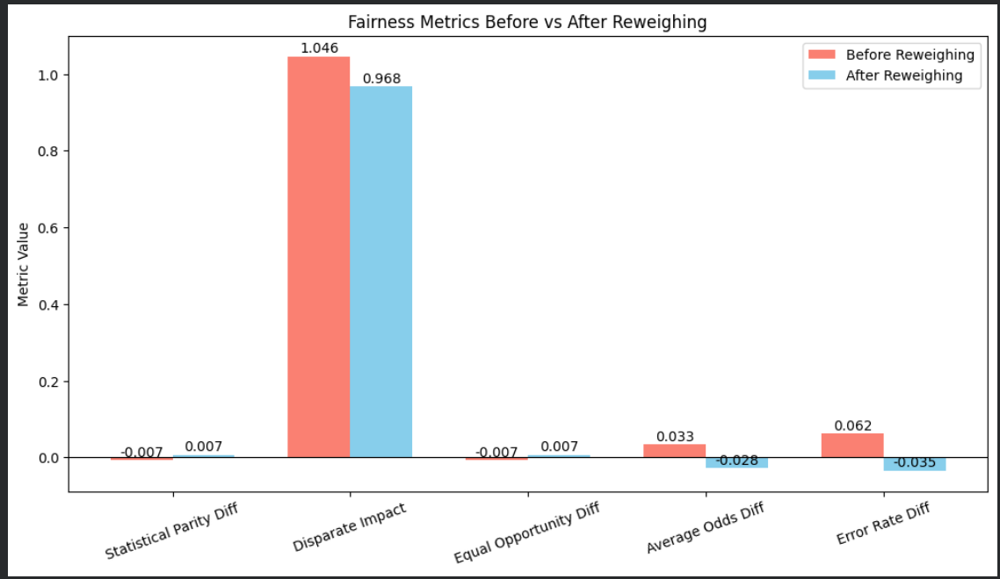 Fairness Metrics Before vs After Reweighing
Before Reweighing
After Reweighing
Metric Value
1.0
0.8
0.6
0.4
0.2
0.0
-0.007
0.007
1.046
0.968
-0.007
0.007
0.033
-0.028
0.062
-0.035
Statistical Parity Diff
Disparate Impact
Equal Opportunity Diff
Average Odds Diff
Error Rate Diff